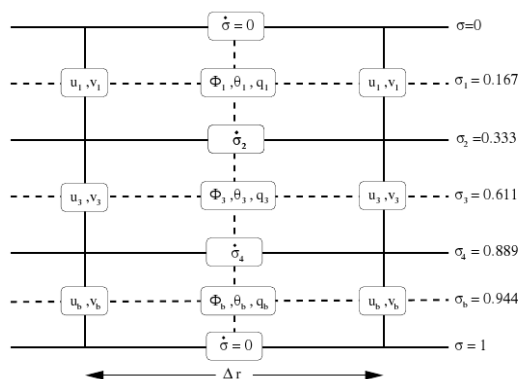 σ̇ = 0 σ=0
u₁ ,v₁ Φ₁ ,θ₁ , q₁ u₁ ,v₁ σ₁ = 0.167
σ̇₂ σ₂ =0.333
u₃ ,v₃ Φ₃ ,θ₃ , q₃ u₃ ,v₃ σ₃ = 0.611
σ̇₄ σ₄ =0.889
u_b ,v_b Φ_b ,θ_b , q_b u_b ,v_b σ_b = 0.944
σ̇ = 0 σ = 1
Δ r